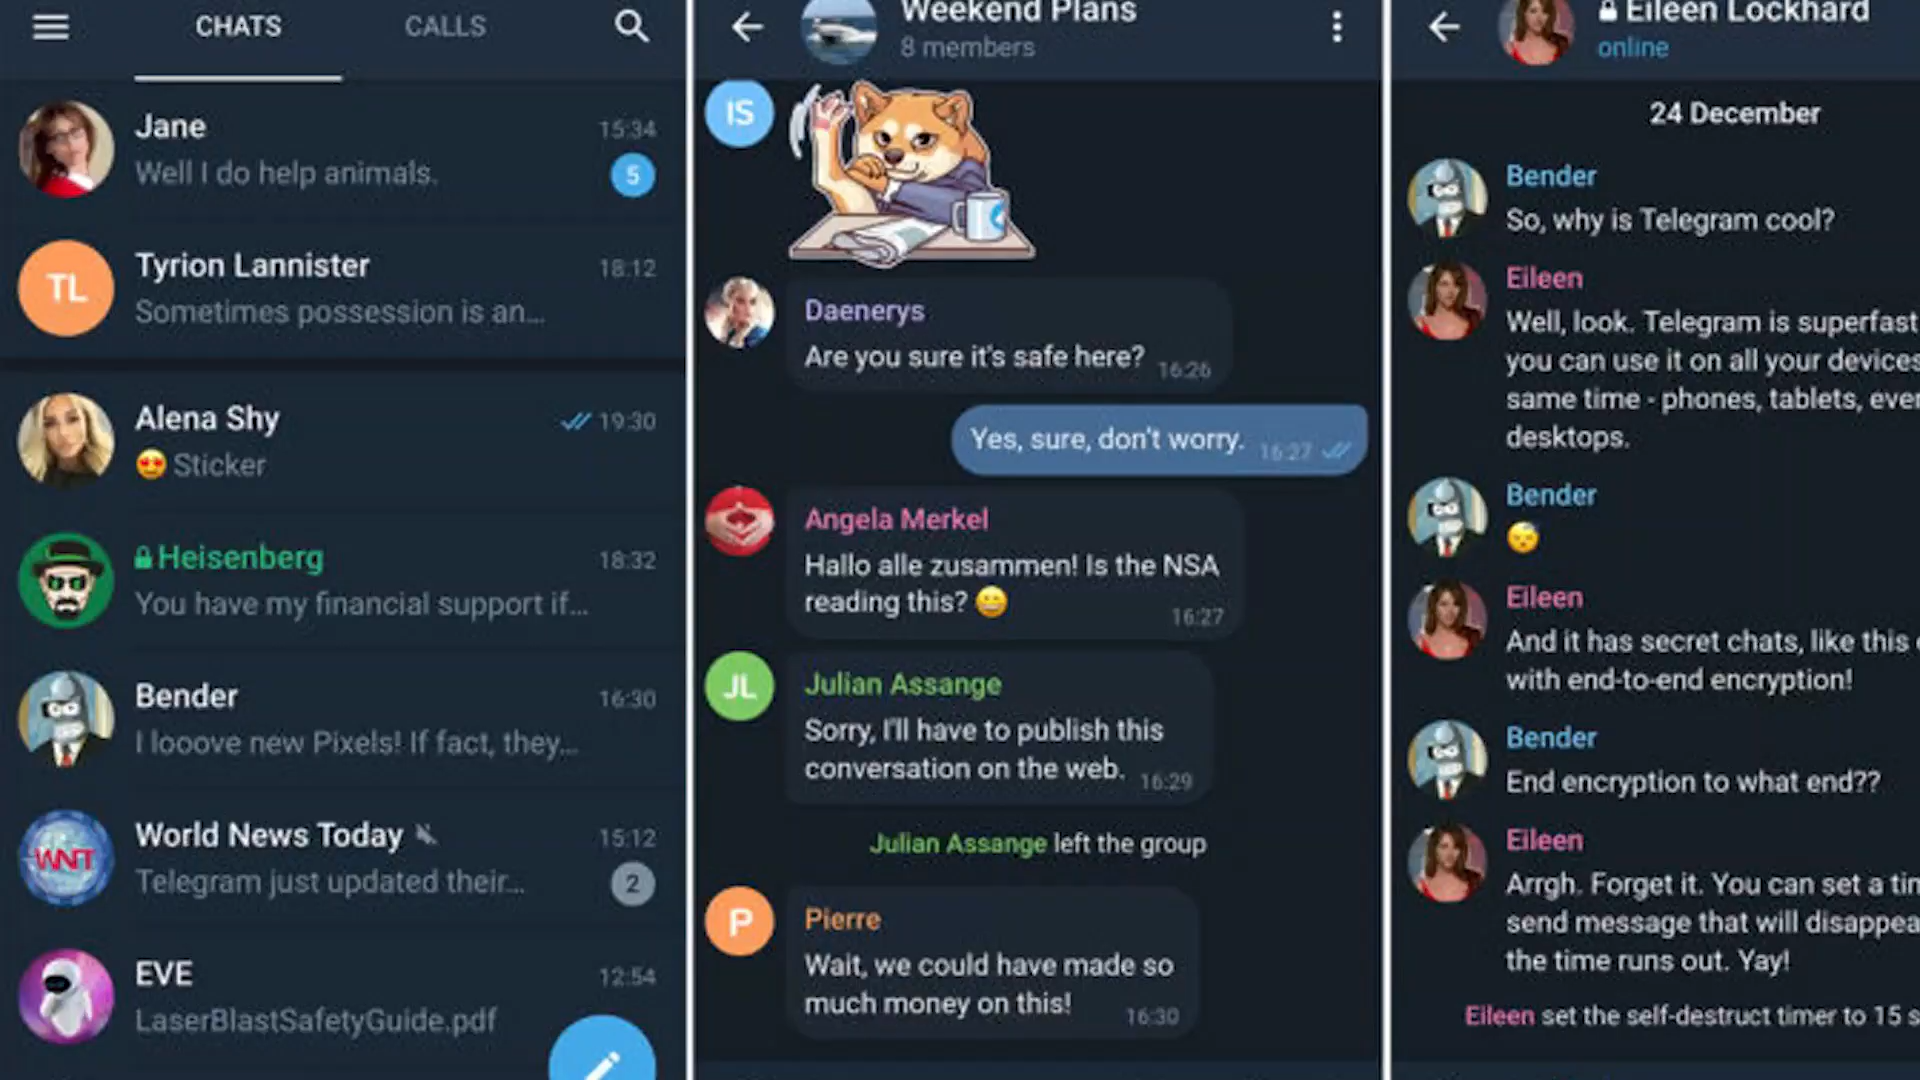 CHATS
CALLS
Jane
15:34
Well I do help animals.
5
TL
Tyrion Lannister
18:12
Sometimes possession is an...
Alena Shy
19:30
😍 Sticker
Heisenberg
18:32
You have my financial support if...
Bender
16:30
I looove new Pixels! If fact, they...
WNT
World News Today
15:12
Telegram just updated their...
2
EVE
12:54
LaserBlastSafetyGuide.pdf
Weekend Plans
8 members
IS
Daenerys
Are you sure it's safe here?
16:26
Yes, sure, don't worry.
16:27
Angela Merkel
Hallo alle zusammen! Is the NSA
reading this? 😀
16:27
JL
Julian Assange
Sorry, I'll have to publish this
conversation on the web.
16:29
Julian Assange left the group
P
Pierre
Wait, we could have made so
much money on this!
16:30
Eileen Lockhard
online
24 December
Bender
So, why is Telegram cool?
Eileen
Well, look. Telegram is superfast
you can use it on all your devices
same time - phones, tablets, even
desktops.
Bender
😴
Eileen
And it has secret chats, like this
with end-to-end encryption!
Bender
End encryption to what end??
Eileen
Arrgh. Forget it. You can set a
send message that will
the time runs out. Yay!
Eileen set the self-destruct timer to 15